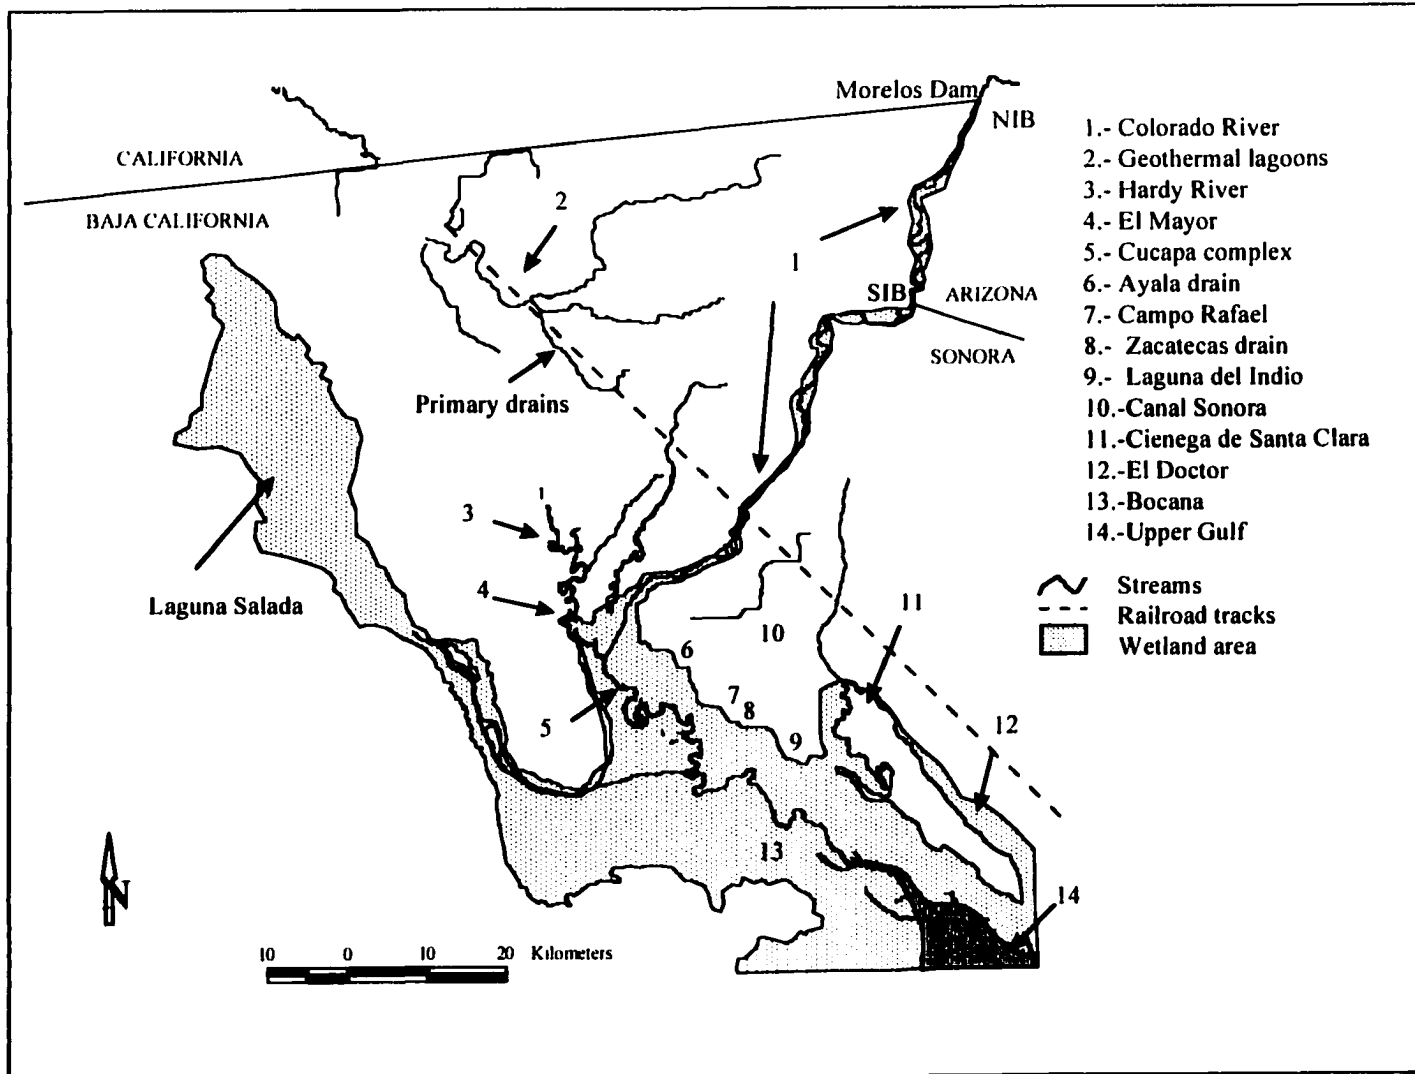 Morelos Dam
NIB
CALIFORNIA
BAJA CALIFORNIA
2
1
SIB
ARIZONA
SONORA
Primary drains
3
4
Laguna Salada
5
6
7
8
9
10
11
12
13
14
N
10 0 10 20 Kilometers
1.- Colorado River
2.- Geothermal lagoons
3.- Hardy River
4.- El Mayor
5.- Cucapa complex
6.- Ayala drain
7.- Campo Rafael
8.- Zacatecas drain
9.- Laguna del Indio
10.-Canal Sonora
11.-Cienega de Santa Clara
12.-El Doctor
13.-Bocana
14.-Upper Gulf
Streams
Railroad tracks
Wetland area